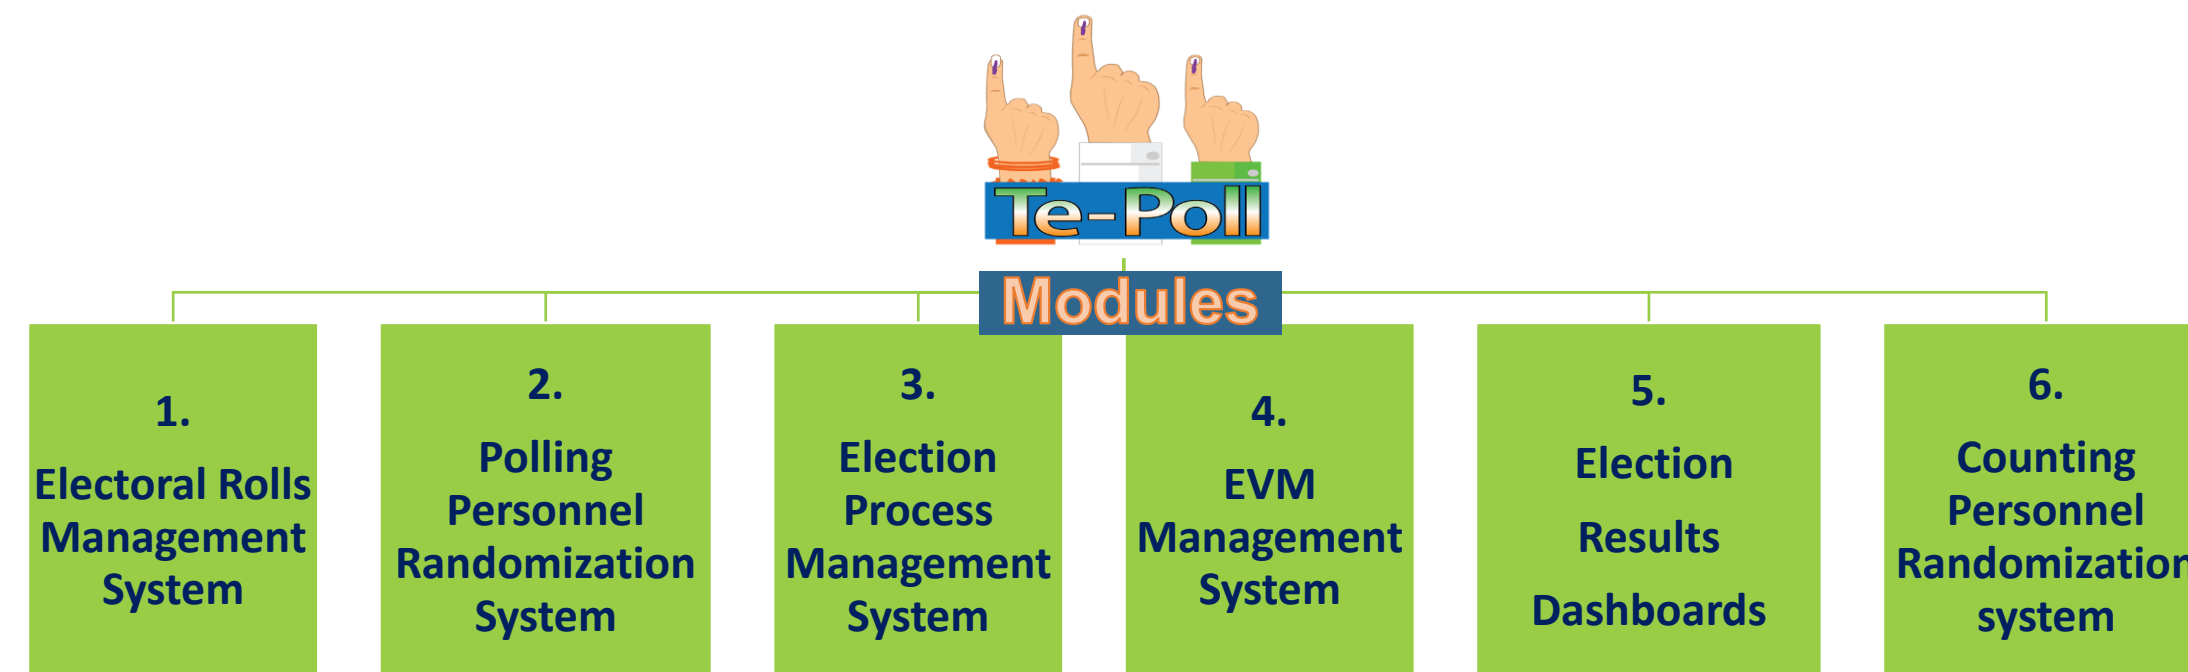 Te-Poll
Modules
1.
Electoral Rolls
Management
System
2.
Polling
Personnel
Randomization
System
3.
Election
Process
Management
System
4.
EVM
Management
System
5.
Election
Results
Dashboards
6.
Counting
Personnel
Randomization
system